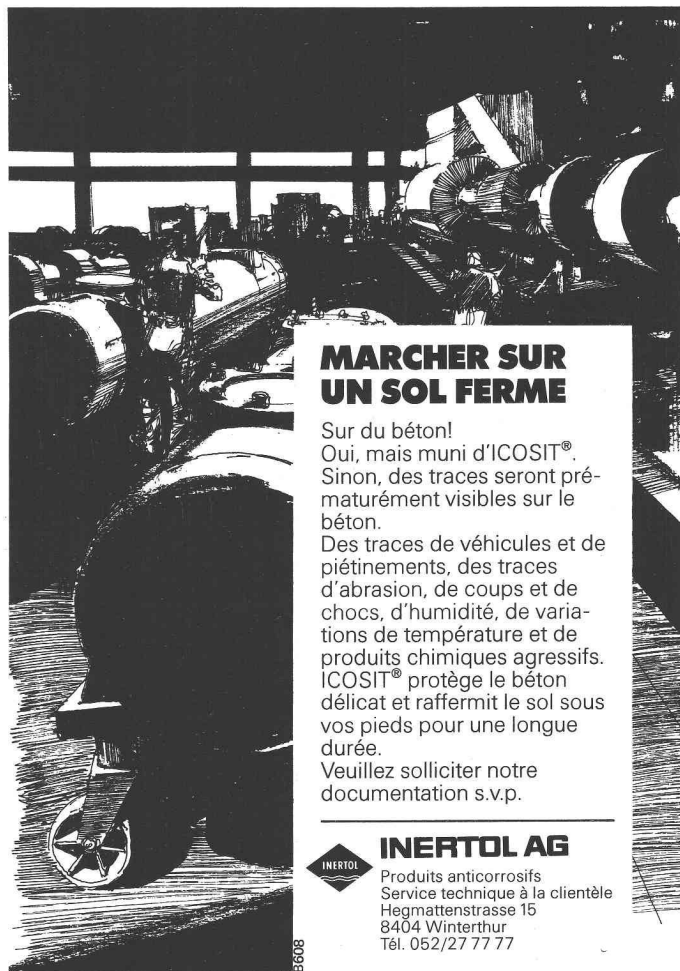 MARCHER SUR
UN SOL FERME
Sur du béton!
Oui, mais muni d'ICOSIT®.
Sinon, des traces seront pré-
maturément visibles sur le
béton.
Des traces de véhicules et de
piétinements, des traces
d'abrasion, de coups et de
chocs, d'humidité, de varia-
tions de température et de
produits chimiques agressifs.
ICOSIT® protège le béton
délicat et raffermit le sol sous
vos pieds pour une longue
durée.
Veuillez solliciter notre
documentation s.v.p.
INERTOL
INERTOL AG
Produits anticorrosifs
Service technique à la clientèle
Hegmattenstrasse 15
8404 Winterthur
Tél. 052/27 77 77
B608